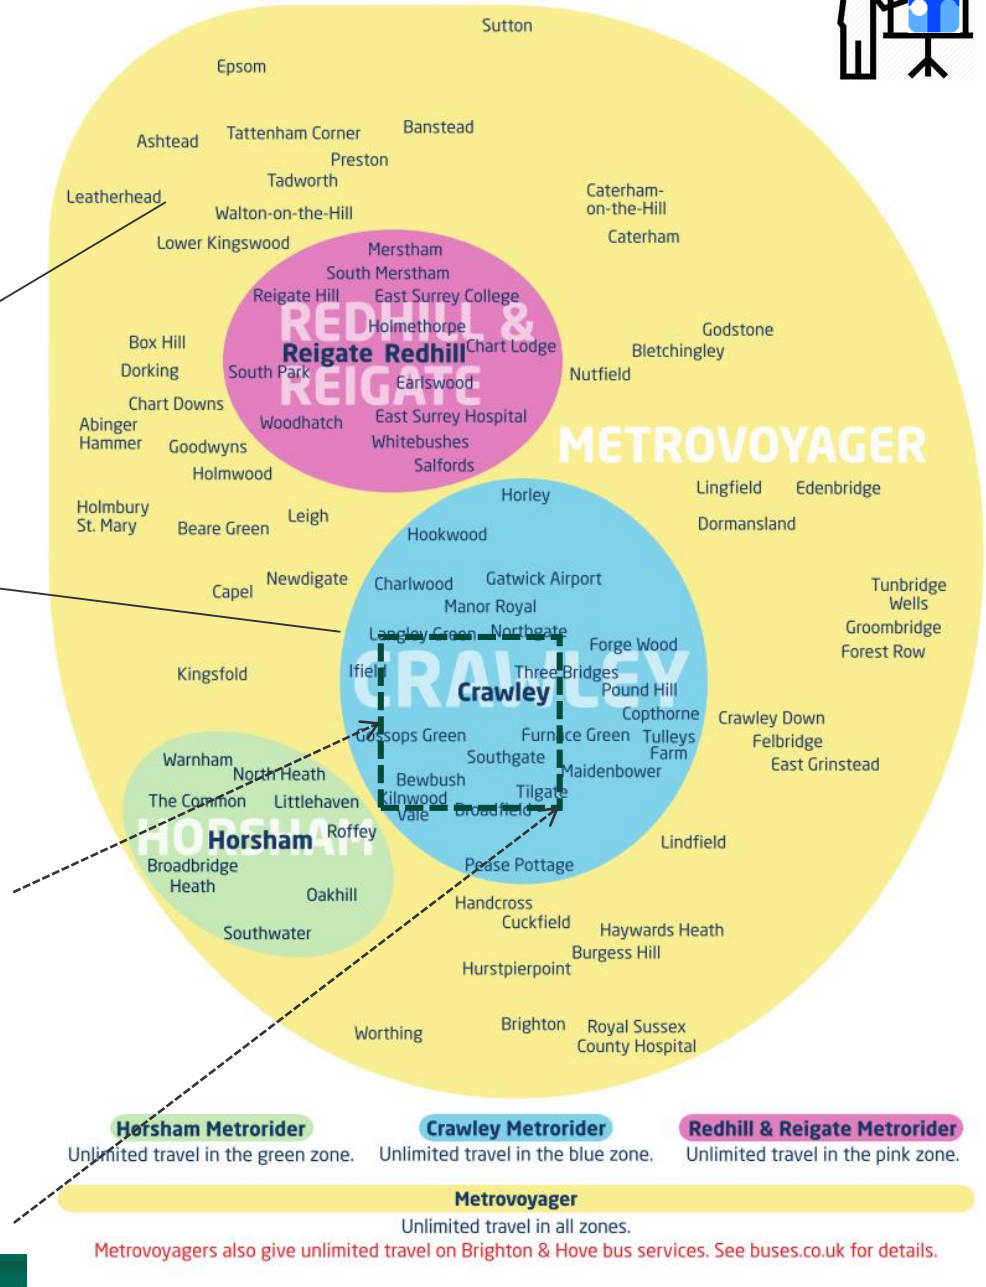 Sutton
Epsom
Ashtead
Tattenham Corner
Banstead
Preston
Tadworth
Leatherhead
Walton-on-the-Hill
Caterham-
on-the-Hill
Lower Kingswood
Caterham
Merstham
South Merstham
Reigate Hill
East Surrey College
REDHILL &
REIGATE
Holmethorpe
Reigate
Redhill
Chart Lodge
South Park
Earlswood
Woodhatch
East Surrey Hospital
Whitebushes
Salfords
Box Hill
Dorking
Chart Downs
Abinger
Hammer
Goodwyns
Holmwood
Holmbury
St. Mary
Beare Green
Leigh
Godstone
Bletchingley
Nutfield
METROVOYAGER
Lingfield
Edenbridge
Dormansland
Horley
Hookwood
Charlwood
Gatwick Airport
Manor Royal
Langley Green
Northgate
Forge Wood
CRAWLEY
Ifield
Three Bridges
Crawley
Pound Hill
Copthorne
Gossops Green
Furnace Green
Tulleys
Farm
Southgate
Maidenbower
Bewbush
Kilnwood
Vale
Tilgate
Broadfield
Pease Pottage
Capel
Newdigate
Kingsfold
Tunbridge
Wells
Groombridge
Forest Row
Crawley Down
Felbridge
East Grinstead
Warnham
North Heath
The Common
Littlehaven
HORSHAM
Horsham
Roffey
Broadbridge
Heath
Oakhill
Southwater
Lindfield
Handcross
Cuckfield
Haywards Heath
Burgess Hill
Hurstpierpoint
Worthing
Brighton
Royal Sussex
County Hospital
Horsham Metrorider
Unlimited travel in the green zone.
Crawley Metrorider
Unlimited travel in the blue zone.
Redhill & Reigate Metrorider
Unlimited travel in the pink zone.
Metrovoyager
Unlimited travel in all zones.
Metrovoyagers also give unlimited travel on Brighton & Hove bus services. See buses.co.uk for details.